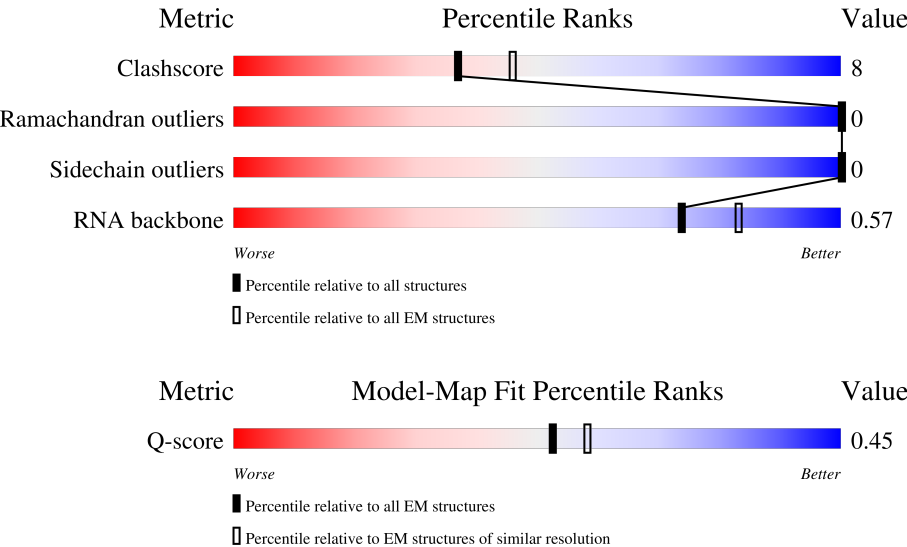 Metric Percentile Ranks Value
Clashscore 8
Ramachandran outliers 0
Sidechain outliers 0
RNA backbone 0.57
Worse Better
Percentile relative to all structures
Percentile relative to all EM structures
Metric Model-Map Fit Percentile Ranks Value
Q-score 0.45
Worse Better
Percentile relative to all EM structures
Percentile relative to EM structures of similar resolution